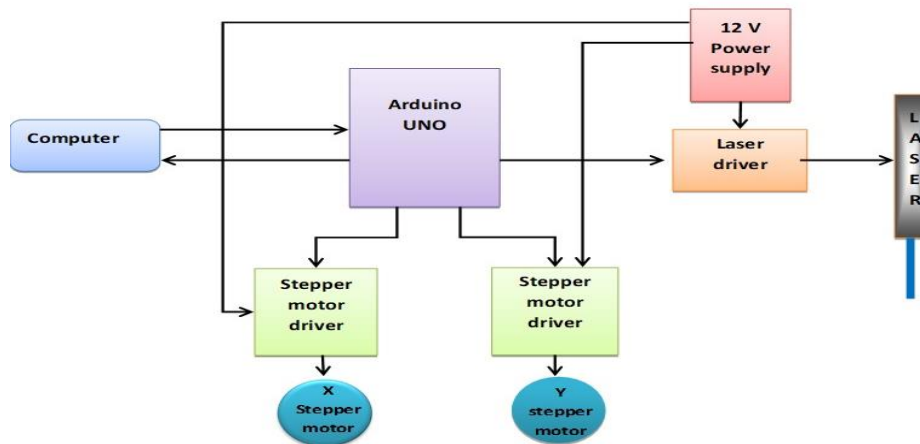 12 V
Power
supply
Arduino
UNO
Computer
Laser
driver
L
A
S
E
R
Stepper
motor
driver
Stepper
motor
driver
X
Stepper
motor
Y
stepper
motor